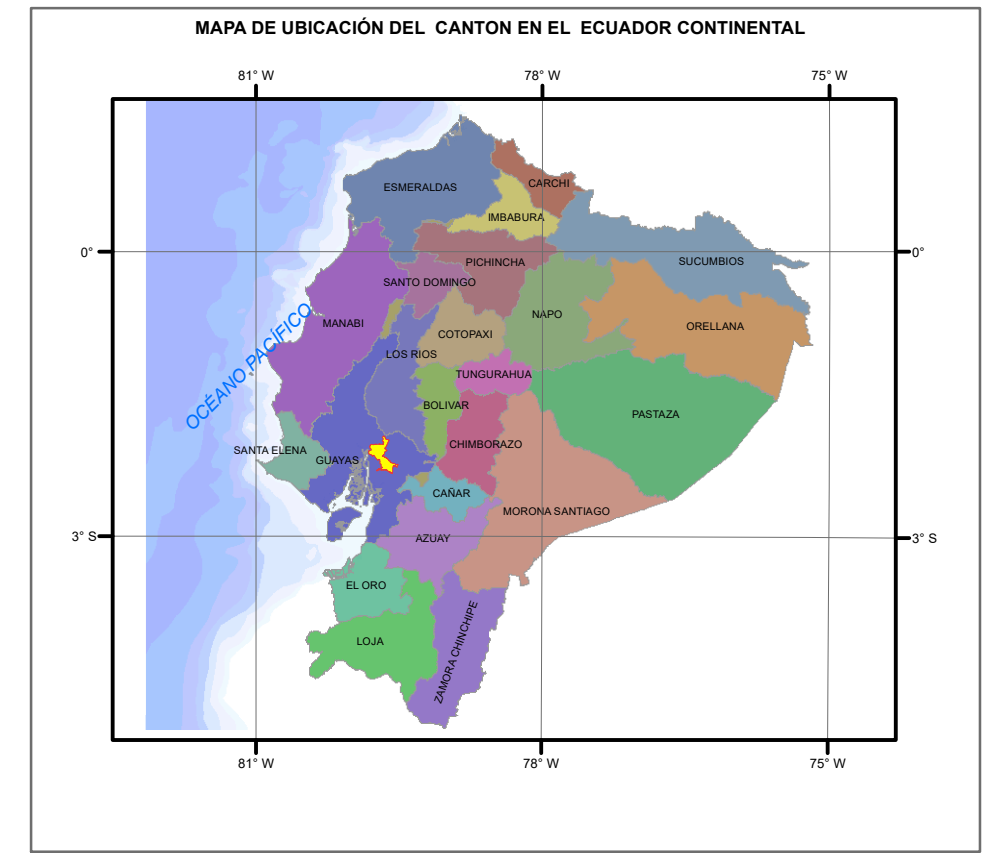 MAPA DE UBICACIÓN DEL CANTON EN EL ECUADOR CONTINENTAL
81° W
78° W
75° W
ESMERALDAS
CARCHI
IMBABURA
0°
0°
PICHINCHA
SUCUMBIOS
SANTO DOMINGO
NAPO
MANABI
ORELLANA
COTOPAXI
LOS RIOS
OCÉANO PACÍFICO
TUNGURAHUA
BOLIVAR
PASTAZA
CHIMBORAZO
SANTA ELENA
GUAYAS
CAÑAR
MORONA SANTIAGO
3° S
AZUAY
3° S
EL ORO
LOJA
ZAMORA CHINCHIPE
81° W
78° W
75° W